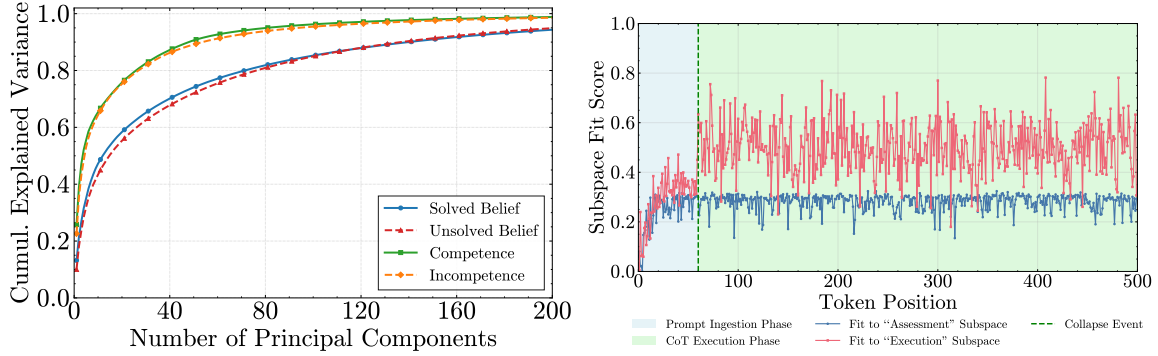 Cumul. Explained Variance
1.0
0.8
0.6
0.4
0.2
0.0
0
40
80
120
160
200
Number of Principal Components
Solved Belief
Unsolved Belief
Competence
Incompetence
Subspace Fit Score
1.0
0.8
0.6
0.4
0.2
0.0
0
100
200
300
400
500
Token Position
Prompt Ingestion Phase
CoT Execution Phase
Fit to “Assessment” Subspace
Fit to “Execution” Subspace
Collapse Event